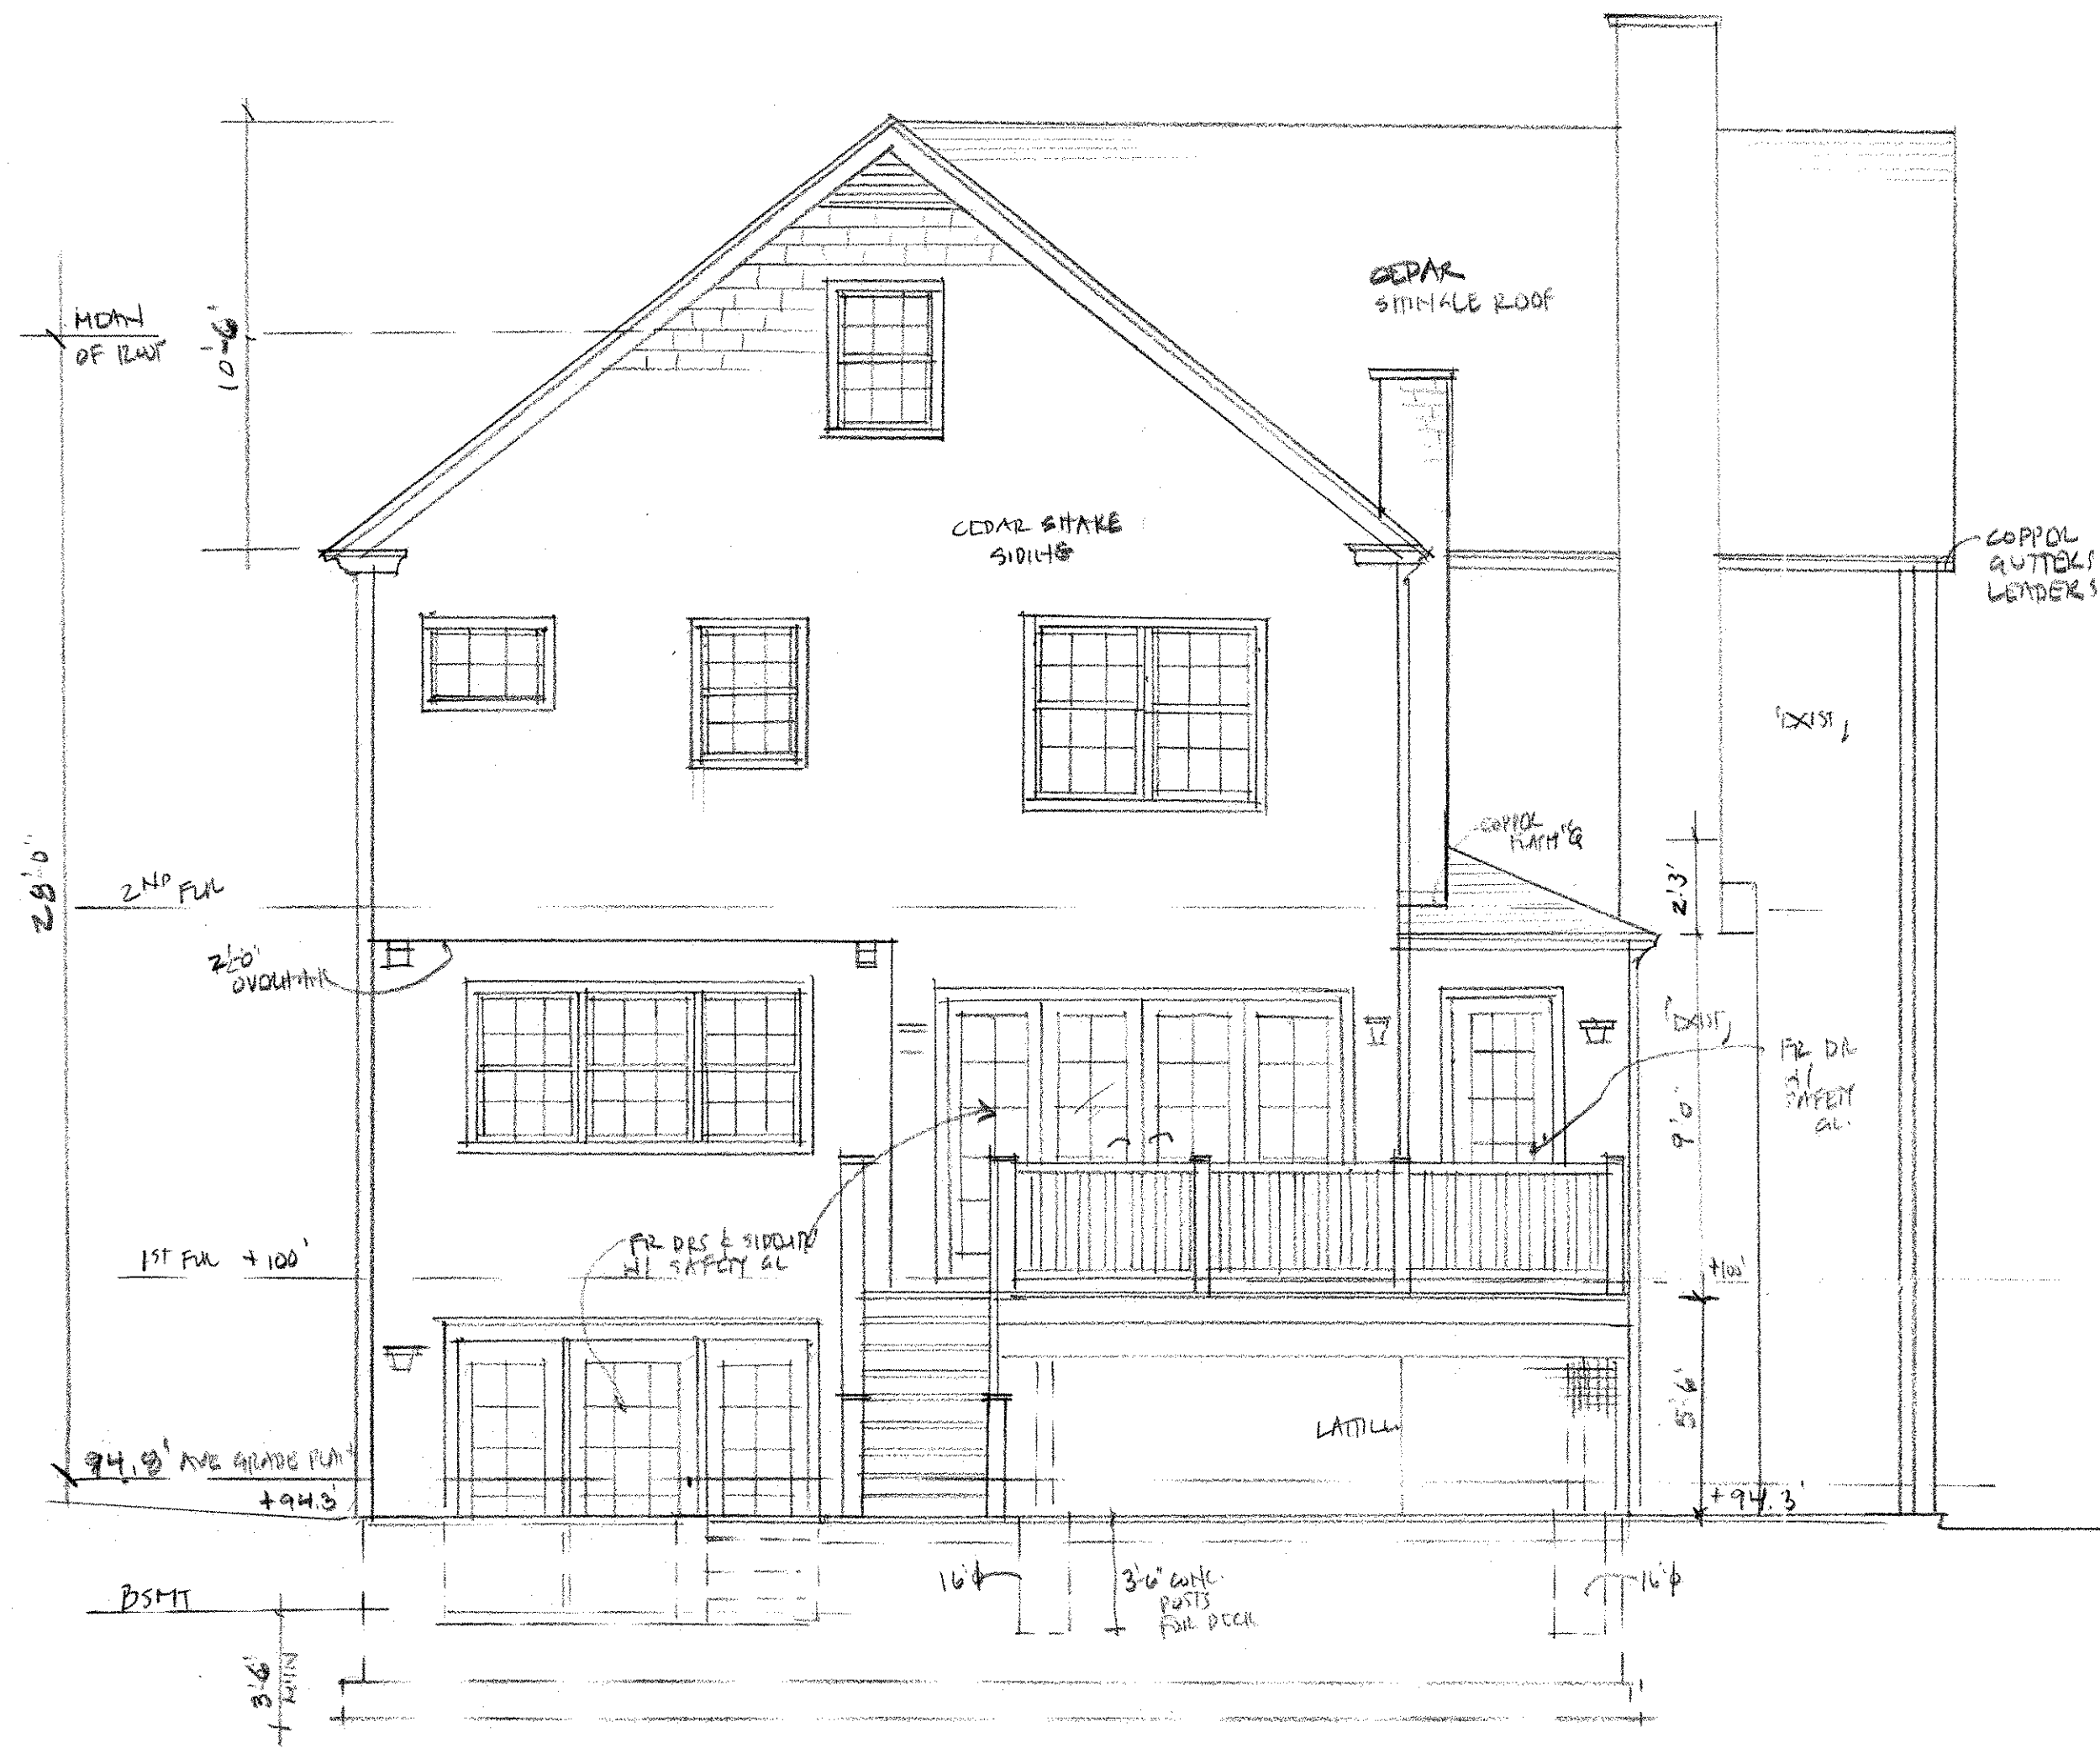 CEDAR
SHINGLE ROOF
MEAN
OF ROOF
10'-6"
CEDAR SHAKE
SIDING
COPPER
GUTTERS
LEADERS
EXIST,
COPPER
FLASH'G
2'3"
28'-0"
2ND FLR
2'-0"
OVERHANG
EXIST,
FR DR
W/
SAFETY
GL.
9'0"
FR DRS & SIDELITE
W/ SAFETY GL
1ST FLR +100'
+100'
5'-6"
LATTICE
94.8' AVE GRADE PLAN
+94.3'
+94.3'
16"ϕ
3'-6" CONC.
POSTS
FOR DECK
16"ϕ
BSMT
3'-6"
MIN